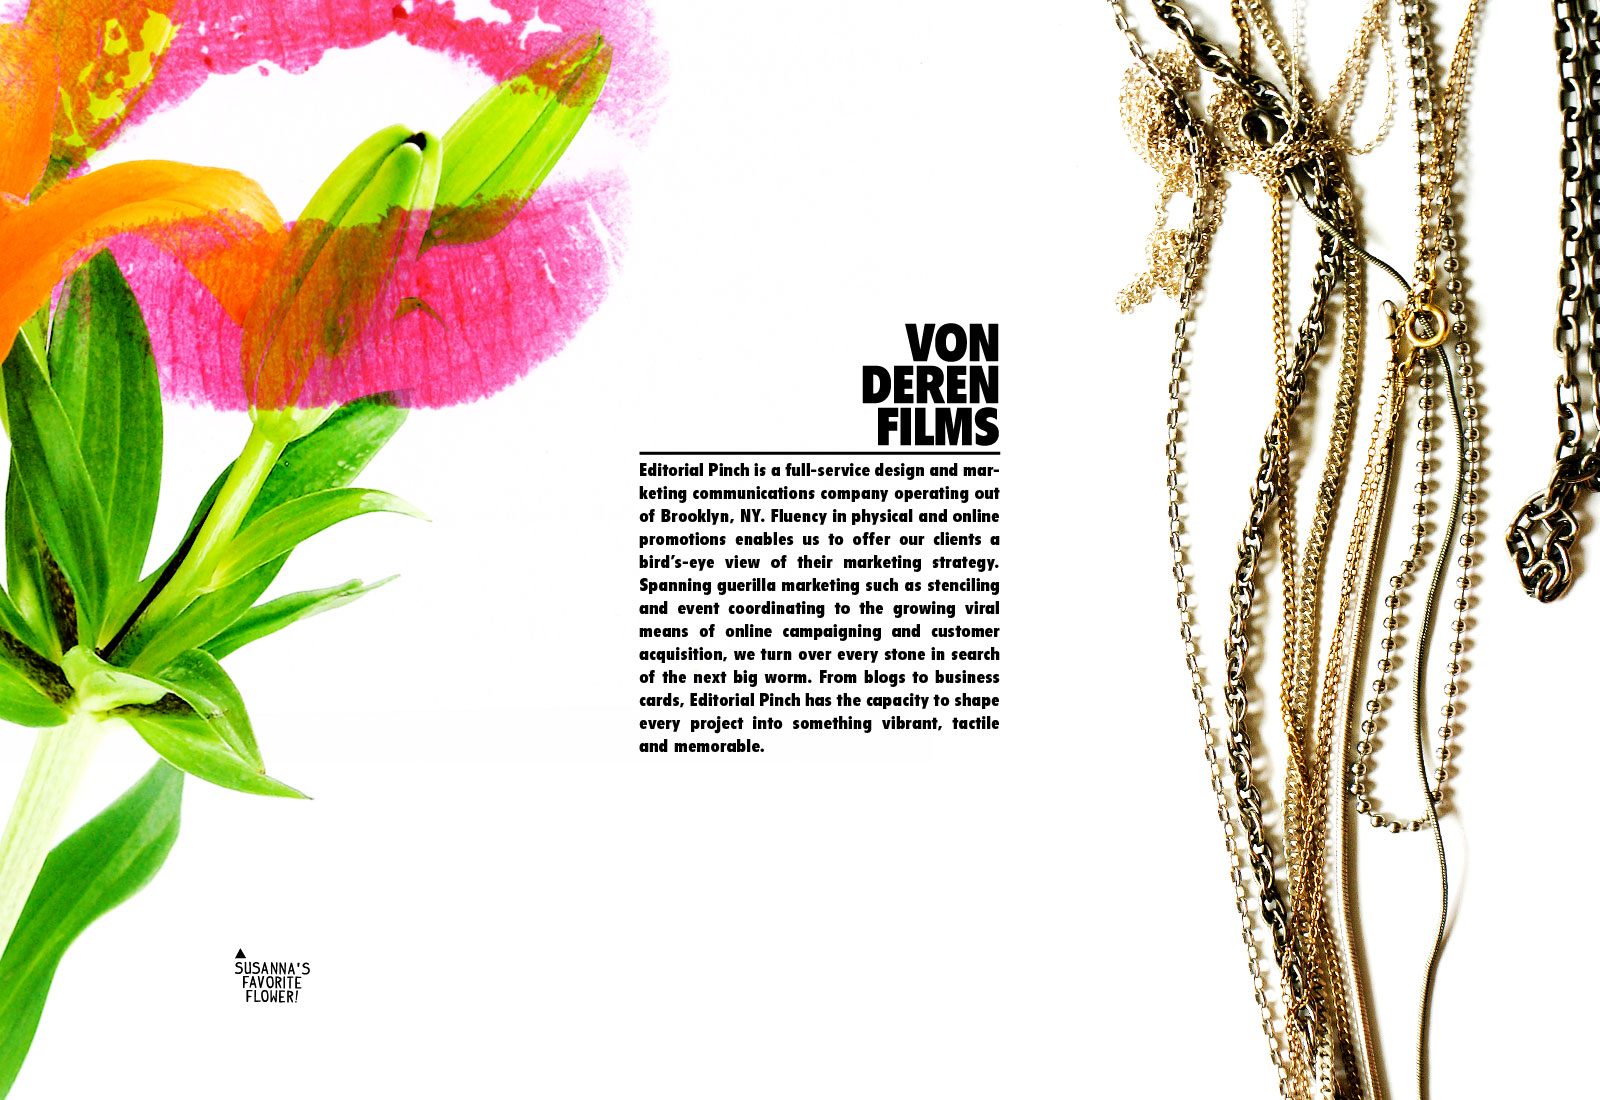 VON
DEREN
FILMS
Editorial Pinch is a full-service design and mar-
keting communications company operating out
of Brooklyn, NY. Fluency in physical and online
promotions enables us to offer our clients a
bird's-eye view of their marketing strategy.
Spanning guerilla marketing such as stenciling
and event coordinating to the growing viral
means of online campaigning and customer
acquisition, we turn over every stone in search
of the next big worm. From blogs to business
cards, Editorial Pinch has the capacity to shape
every project into something vibrant, tactile
and memorable.
▲
SUSANNA'S
FAVORITE
FLOWER!